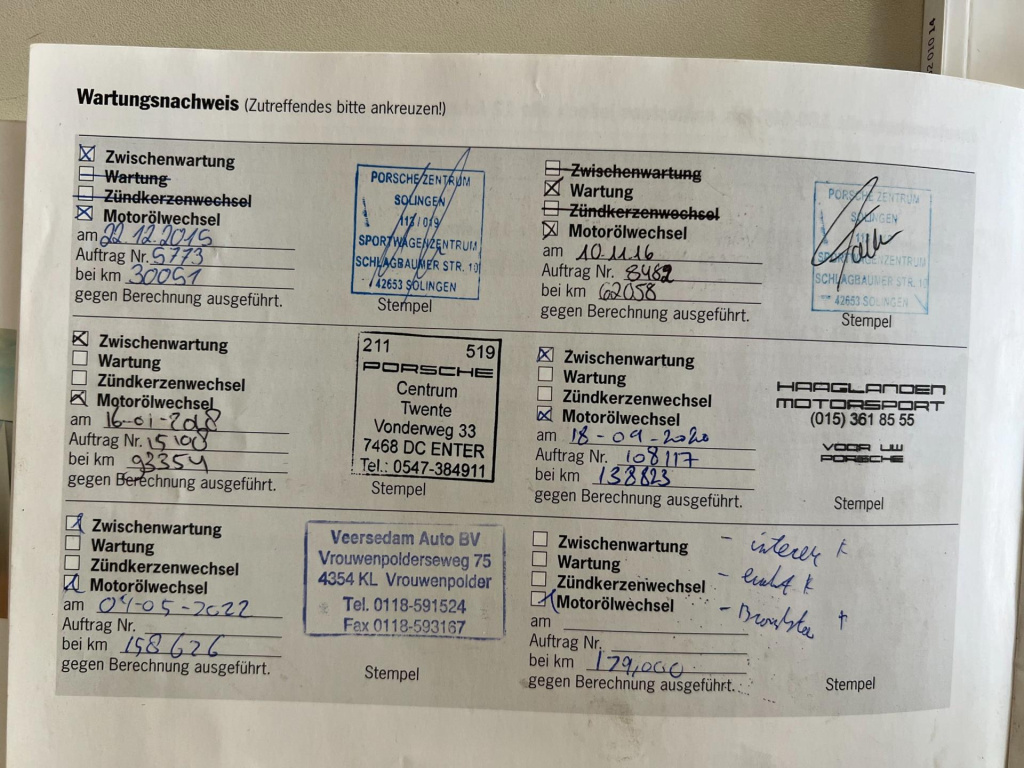 Wartungsnachweis (Zutreffendes bitte ankreuzen!)
Zwischenwartung
Wartung
Zündkerzenwechsel
Motorölwechsel
am 22.12.2015
Auftrag Nr. 5773
bei km 30051
gegen Berechnung ausgeführt.
PORSCHE ZENTRUM
SOLINGEN
SPORTWAGENZENTRUM
SCHLAGBAUMER STR. 10
42653 SOLINGEN
Stempel
Zwischenwartung
Wartung
Zündkerzenwechsel
Motorölwechsel
am 10.11.16
Auftrag Nr. 8482
bei km 62058
gegen Berechnung ausgeführt.
PORSCHE ZENTRUM
SOLINGEN
SPORTWAGENZENTRUM
SCHLAGBAUMER STR. 10
42653 SOLINGEN
Stempel
Zwischenwartung
Wartung
Zündkerzenwechsel
Motorölwechsel
am 16-01-2018
Auftrag Nr. 15108
bei km 93354
gegen Berechnung ausgeführt.
211 519
PORSCHE
Centrum
Twente
Vonderweg 33
7468 DC ENTER
Tel.: 0547-384911
Stempel
Zwischenwartung
Wartung
Zündkerzenwechsel
Motorölwechsel
am 18-09-2020
Auftrag Nr. 108117
bei km 138823
gegen Berechnung ausgeführt.
HAAGLANDEN
MOTORSPORT
(015) 361 85 55
VOOR UW
PORSCHE
Stempel
Zwischenwartung
Wartung
Zündkerzenwechsel
Motorölwechsel
am 04-05-2022
Auftrag Nr.
bei km 158626
gegen Berechnung ausgeführt.
Veersedam Auto BV
Vrouwenpolderseweg 75
4354 KL Vrouwenpolder
Tel. 0118-591524
Fax 0118-593167
Stempel
Zwischenwartung
Wartung
Zündkerzenwechsel
Motorölwechsel
am
Auftrag Nr.
bei km 179,000
gegen Berechnung ausgeführt.
Stempel